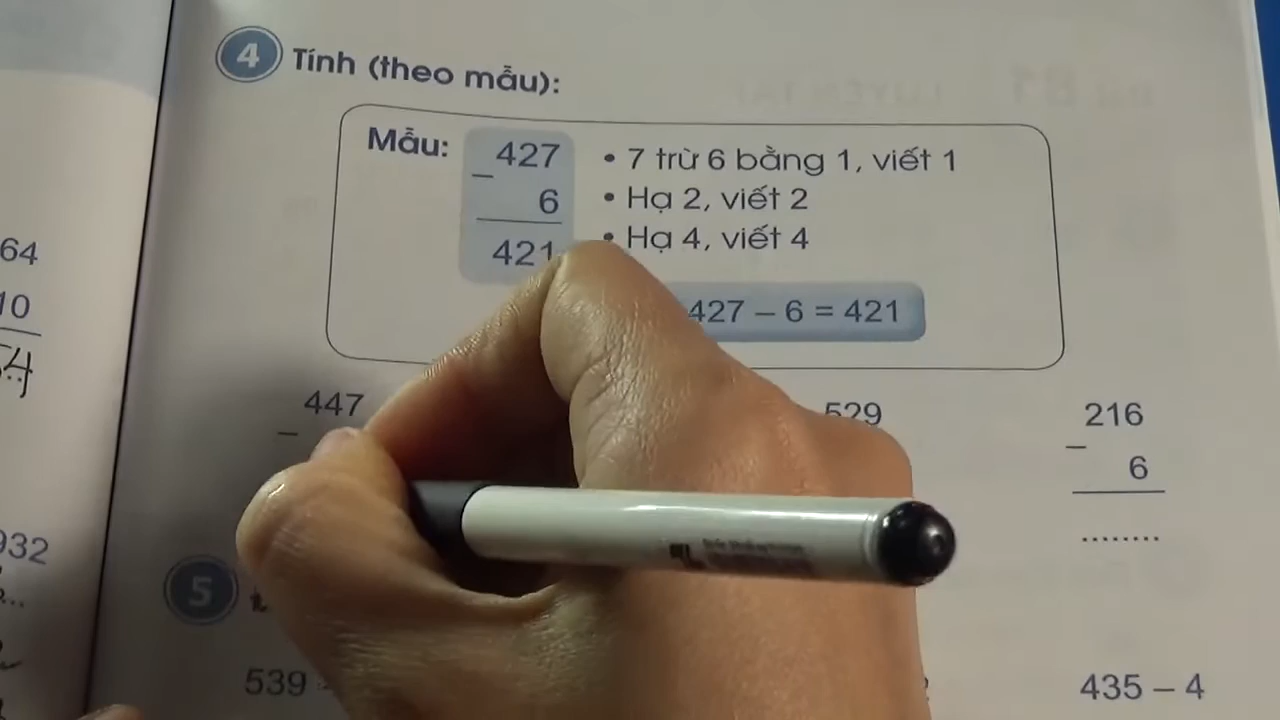 4 Tính (theo mẫu):
Mẫu:
427
–
6
421
• 7 trừ 6 bằng 1, viết 1
• Hạ 2, viết 2
• Hạ 4, viết 4
427 – 6 = 421
64
10
54
932
447
–
529
216
–
6
........
5
539
435 – 4